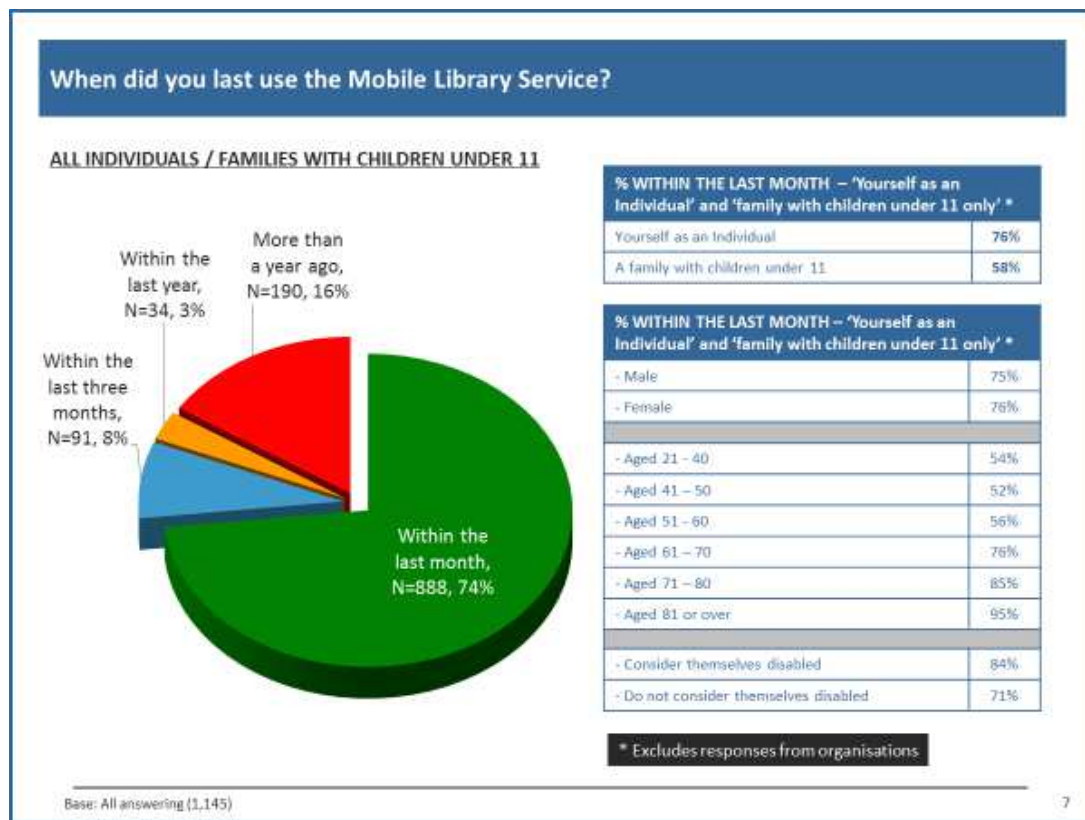 When did you last use the Mobile Library Service?
ALL INDIVIDUALS / FAMILIES WITH CHILDREN UNDER 11
More than
a year ago,
N=190, 16%
Within the
last year,
N=34, 3%
Within the
last three
months,
N=91, 8%
Within the
last month,
N=888, 74%
% WITHIN THE LAST MONTH – ‘Yourself as an
Individual’ and ‘family with children under 11 only’ *
Yourself as an Individual 76%
A family with children under 11 58%
% WITHIN THE LAST MONTH – ‘Yourself as an
Individual’ and ‘family with children under 11 only’ *
- Male 75%
- Female 76%
- Aged 21 - 40 54%
- Aged 41 – 50 52%
- Aged 51 - 60 56%
- Aged 61 – 70 76%
- Aged 71 – 80 85%
- Aged 81 or over 95%
- Consider themselves disabled 84%
- Do not consider themselves disabled 71%
* Excludes responses from organisations
Base: All answering (1,145)
7